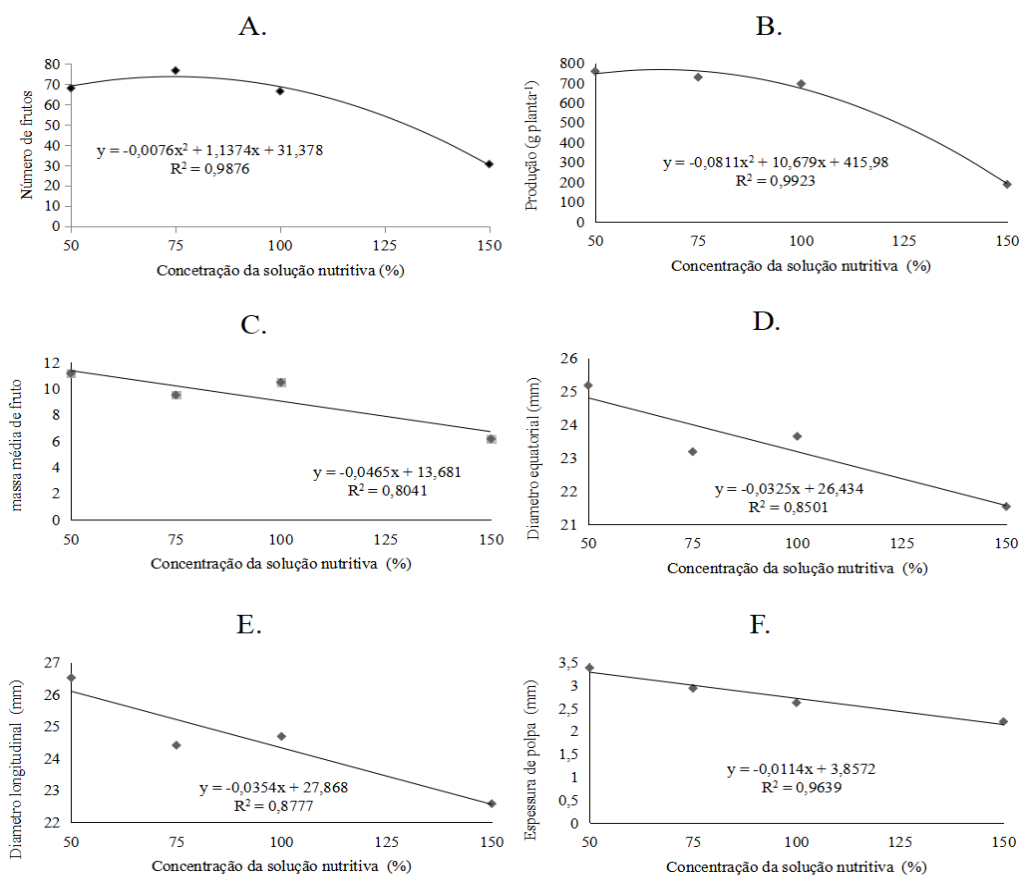 A.
Número de frutos
80
70
60
50
40
30
20
10
0
y = -0,0076x² + 1,1374x + 31,378
R² = 0,9876
50 75 100 125 150
Concetração da solução nutritiva (%)
B.
Produção (g planta⁻¹)
800
700
600
500
400
300
200
100
0
y = -0,0811x² + 10,679x + 415,98
R² = 0,9923
50 75 100 125 150
Concentração da solução nutritiva (%)
C.
massa média de fruto
12
10
8
6
4
2
0
y = -0,0465x + 13,681
R² = 0,8041
50 75 100 125 150
Concentração da solução nutritiva (%)
D.
Diametro equatorial (mm)
26
25
24
23
22
21
y = -0,0325x + 26,434
R² = 0,8501
50 75 100 125 150
Concentração da solução nutritiva (%)
E.
Diametro longitudinal (mm)
27
26
25
24
23
22
y = -0,0354x + 27,868
R² = 0,8777
50 75 100 125 150
Concentração da solução nutritiva (%)
F.
Espessura de polpa (mm)
3,5
3
2,5
2
1,5
1
0,5
0
y = -0,0114x + 3,8572
R² = 0,9639
50 75 100 125 150
Concentração da solução nutritiva (%)